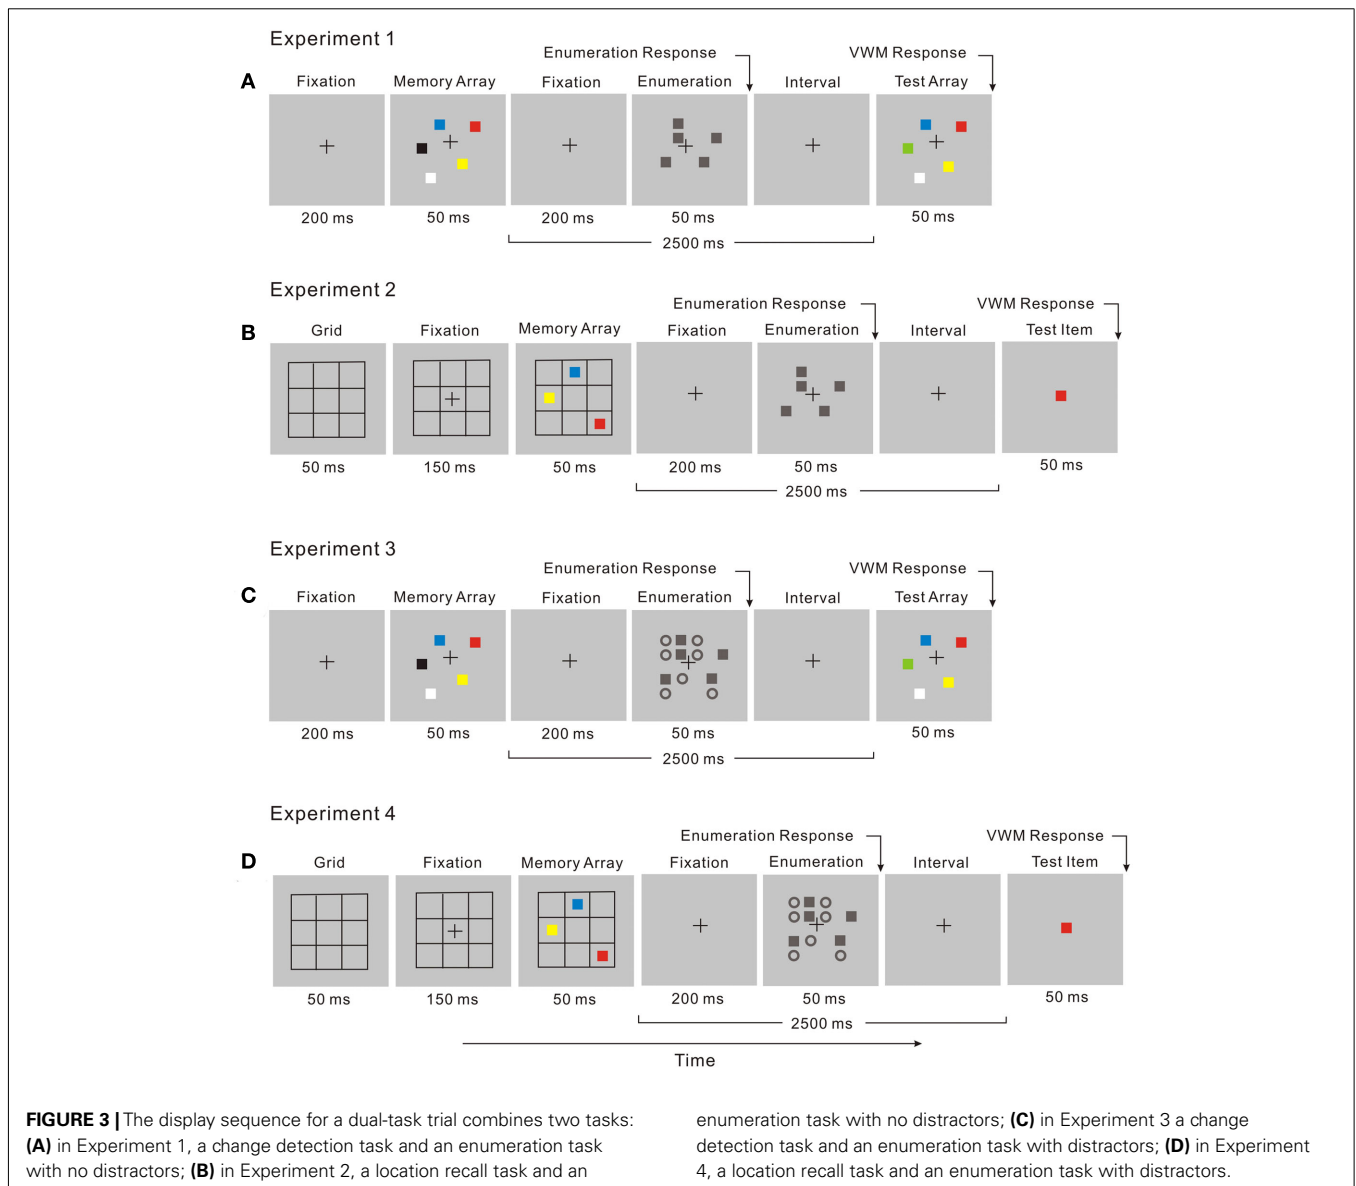 Experiment 1
Enumeration Response
VWM Response
A
Fixation
Memory Array
Fixation
Enumeration
Interval
Test Array
200 ms
50 ms
200 ms
50 ms
50 ms
2500 ms
Experiment 2
Enumeration Response
VWM Response
B
Grid
Fixation
Memory Array
Fixation
Enumeration
Interval
Test Item
50 ms
150 ms
50 ms
200 ms
50 ms
50 ms
2500 ms
Experiment 3
Enumeration Response
VWM Response
C
Fixation
Memory Array
Fixation
Enumeration
Interval
Test Array
200 ms
50 ms
200 ms
50 ms
50 ms
2500 ms
Experiment 4
Enumeration Response
VWM Response
D
Grid
Fixation
Memory Array
Fixation
Enumeration
Interval
Test Item
50 ms
150 ms
50 ms
200 ms
50 ms
50 ms
2500 ms
Time
FIGURE 3 | The display sequence for a dual-task trial combines two tasks:
(A) in Experiment 1, a change detection task and an enumeration task
with no distractors; (B) in Experiment 2, a location recall task and an
enumeration task with no distractors; (C) in Experiment 3 a change
detection task and an enumeration task with distractors; (D) in Experiment
4, a location recall task and an enumeration task with distractors.